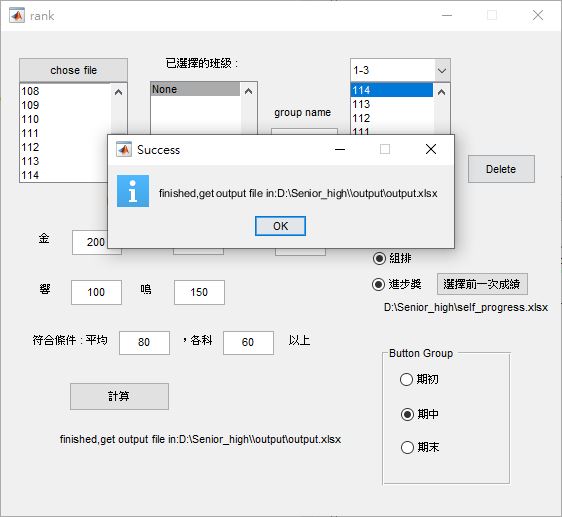 rank
chose file
已選擇的班級 :
1-3
108
109
110
111
112
113
114
None
group name
114
113
112
111
Success
finished,get output file in:D:\Senior_high\\output\output.xlsx
OK
Delete
金
200
組排
響
100
鳴
150
進步獎
選擇前一次成績
D:\Senior_high\self_progress.xlsx
符合條件 : 平均
80
，各科
60
以上
Button Group
期初
期中
期末
計算
finished,get output file in:D:\Senior_high\\output\output.xlsx